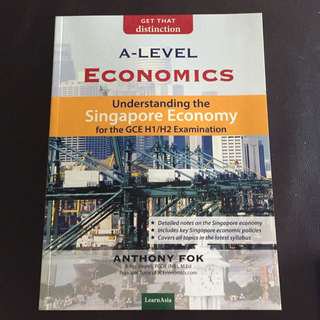 GET THAT
distinction
A-LEVEL
ECONOMICS
Understanding the
Singapore Economy
for the GCE H1/H2 Examination
• Detailed notes on the Singapore economy
• Includes key Singapore economic policies
• Covers all topics in the latest syllabus
ANTHONY FOK
LearnAsia